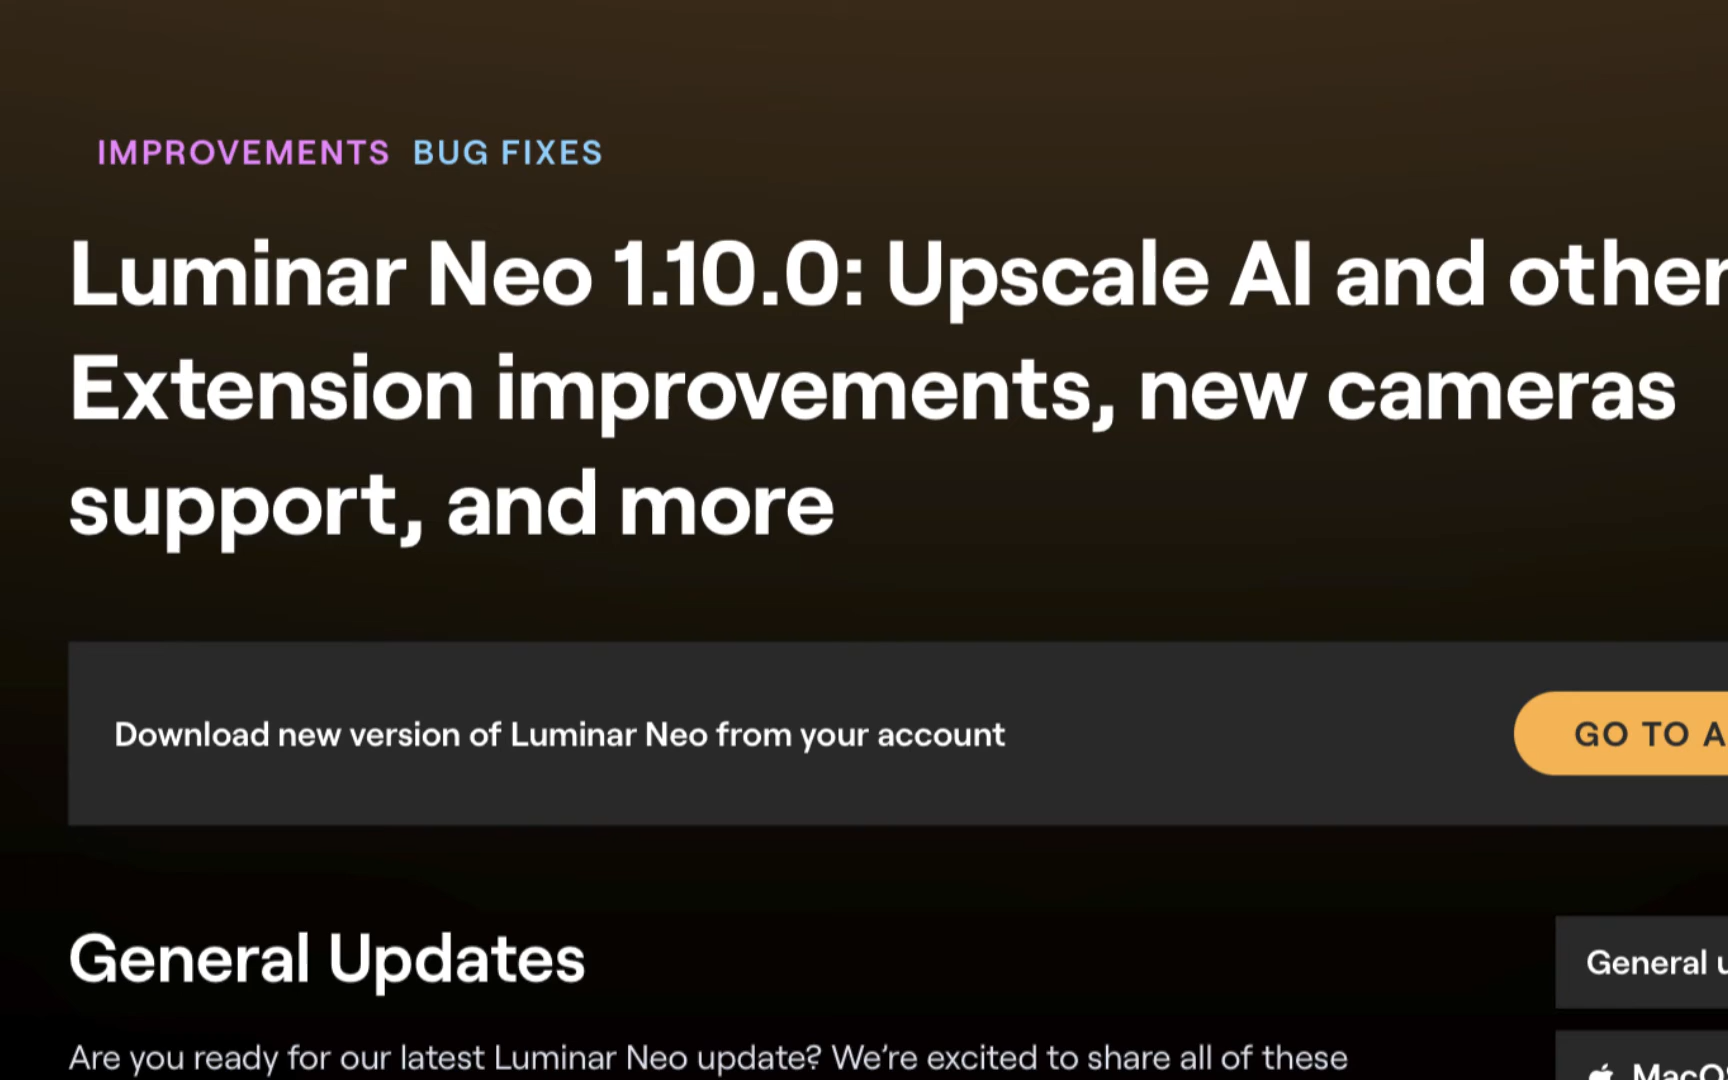 IMPROVEMENTS BUG FIXES
Luminar Neo 1.10.0: Upscale AI and other
Extension improvements, new cameras
support, and more
Download new version of Luminar Neo from your account
GO TO A
General Updates
General u
Are you ready for our latest Luminar Neo update? We’re excited to share all of these
MacO